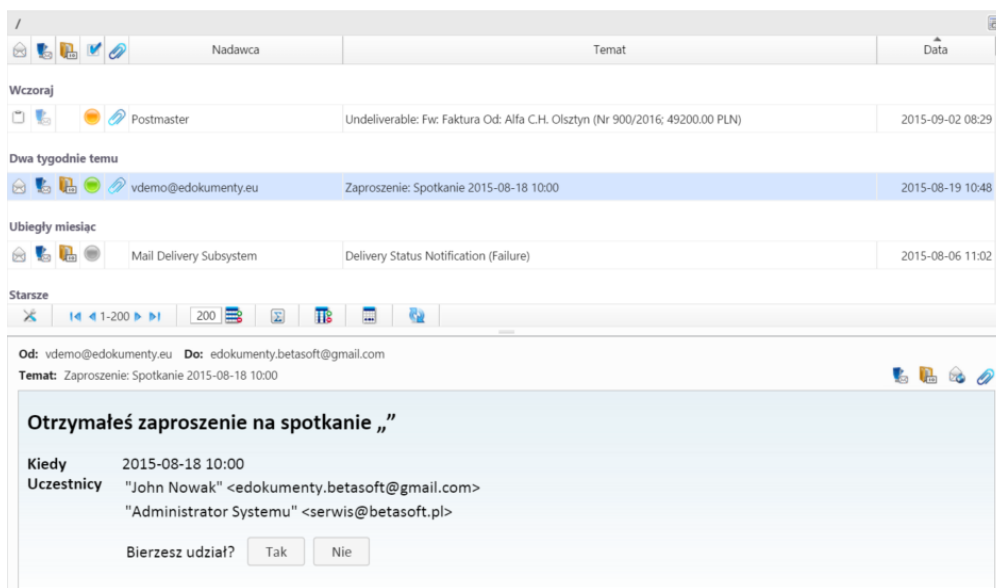 /
Nadawca Temat Data
Wczoraj
Postmaster Undeliverable: Fw: Faktura Od: Alfa C.H. Olsztyn (Nr 900/2016; 49200.00 PLN) 2015-09-02 08:29
Dwa tygodnie temu
vdemo@edokumenty.eu Zaproszenie: Spotkanie 2015-08-18 10:00 2015-08-19 10:48
Ubiegły miesiąc
Mail Delivery Subsystem Delivery Status Notification (Failure) 2015-08-06 11:02
Starsze
1-200 200
Od: vdemo@edokumenty.eu Do: edokumenty.betasoft@gmail.com
Temat: Zaproszenie: Spotkanie 2015-08-18 10:00
Otrzymałeś zaproszenie na spotkanie „”
Kiedy 2015-08-18 10:00
Uczestnicy "John Nowak" <edokumenty.betasoft@gmail.com>
"Administrator Systemu" <serwis@betasoft.pl>
Bierzesz udział? Tak Nie